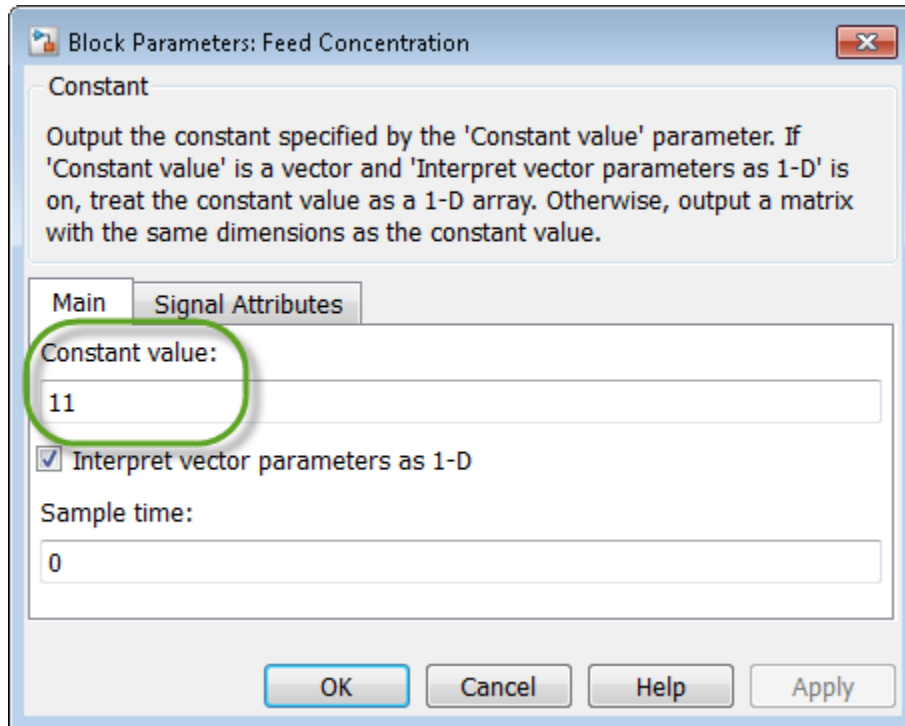 Block Parameters: Feed Concentration
Constant
Output the constant specified by the 'Constant value' parameter. If
'Constant value' is a vector and 'Interpret vector parameters as 1-D' is
on, treat the constant value as a 1-D array. Otherwise, output a matrix
with the same dimensions as the constant value.
Main Signal Attributes
Constant value:
11
Interpret vector parameters as 1-D
Sample time:
0
OK Cancel Help Apply